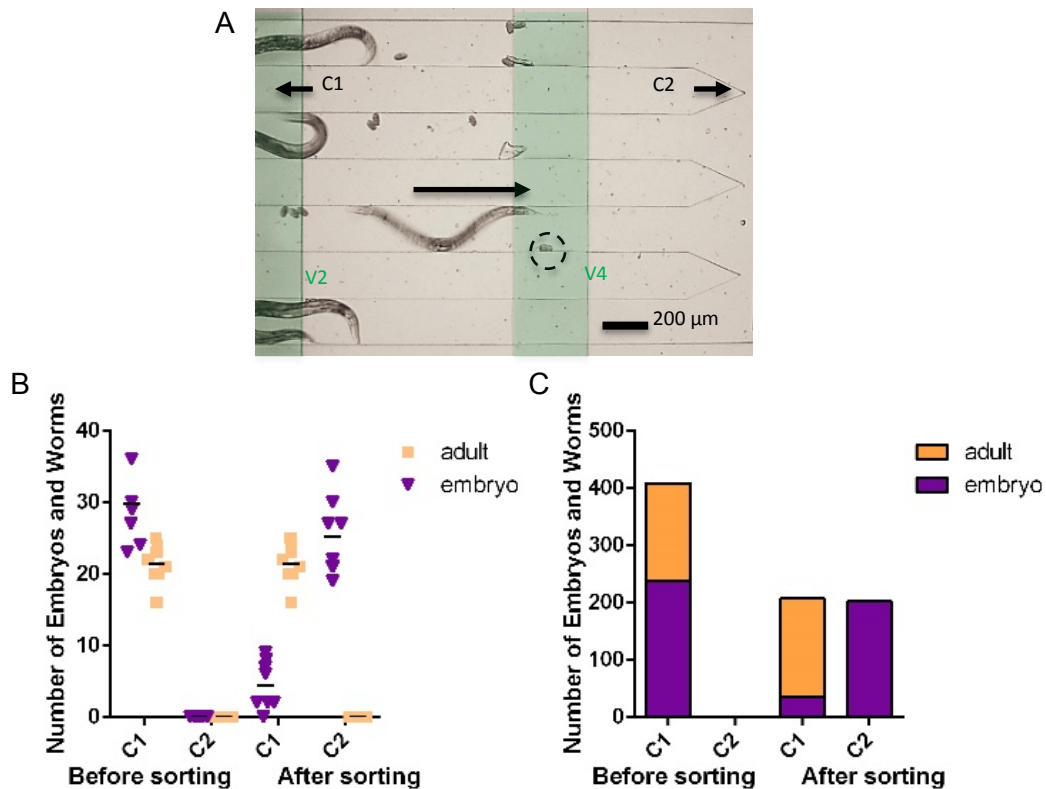 A
C1
C2
V2
V4
200 µm
B
C
Number of Embryos and Worms
40
30
20
10
0
adult
embryo
C1
C2
C1
C2
Before sorting
After sorting
Number of Embryos and Worms
500
400
300
200
100
0
adult
embryo
C1
C2
C1
C2
Before sorting
After sorting